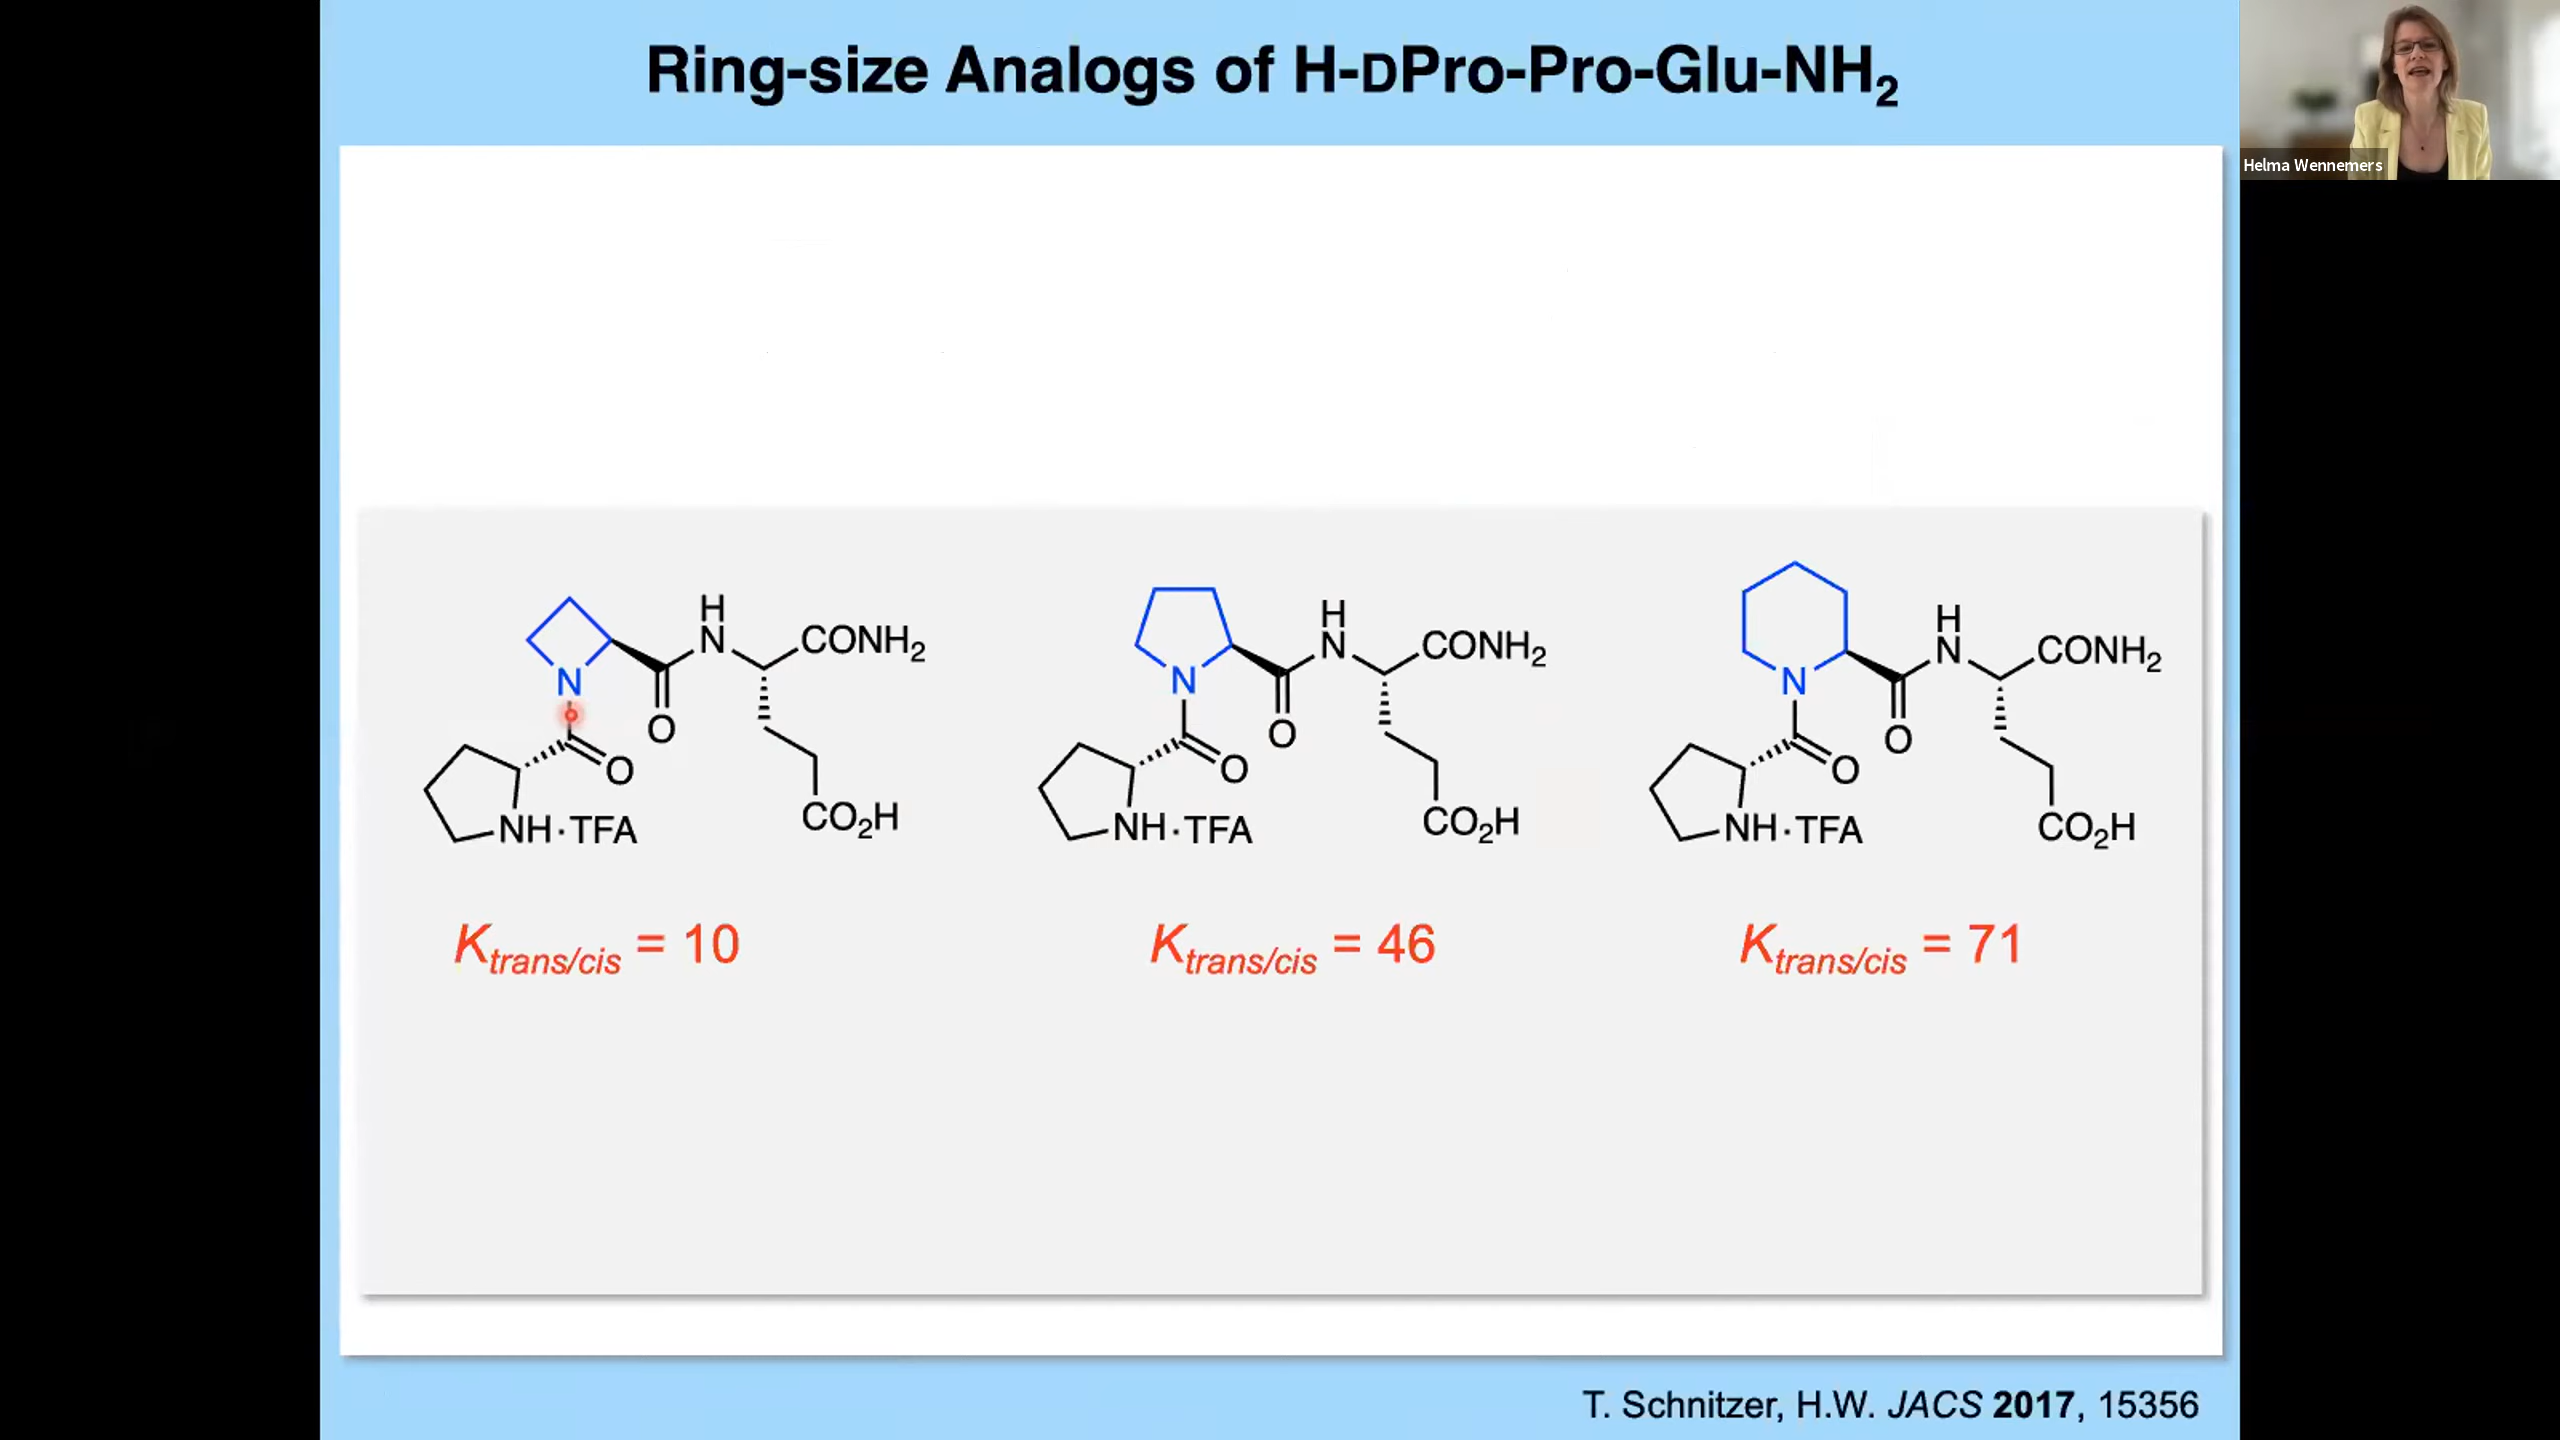 Ring-size Analogs of H-DPro-Pro-Glu-NH2
Helma Wennemers
H
N
CONH2
N
O
O
NH·TFA
CO2H
Ktrans/cis = 10
H
N
CONH2
N
O
O
NH·TFA
CO2H
Ktrans/cis = 46
H
N
CONH2
N
O
O
NH·TFA
CO2H
Ktrans/cis = 71
T. Schnitzer, H.W. JACS 2017, 15356